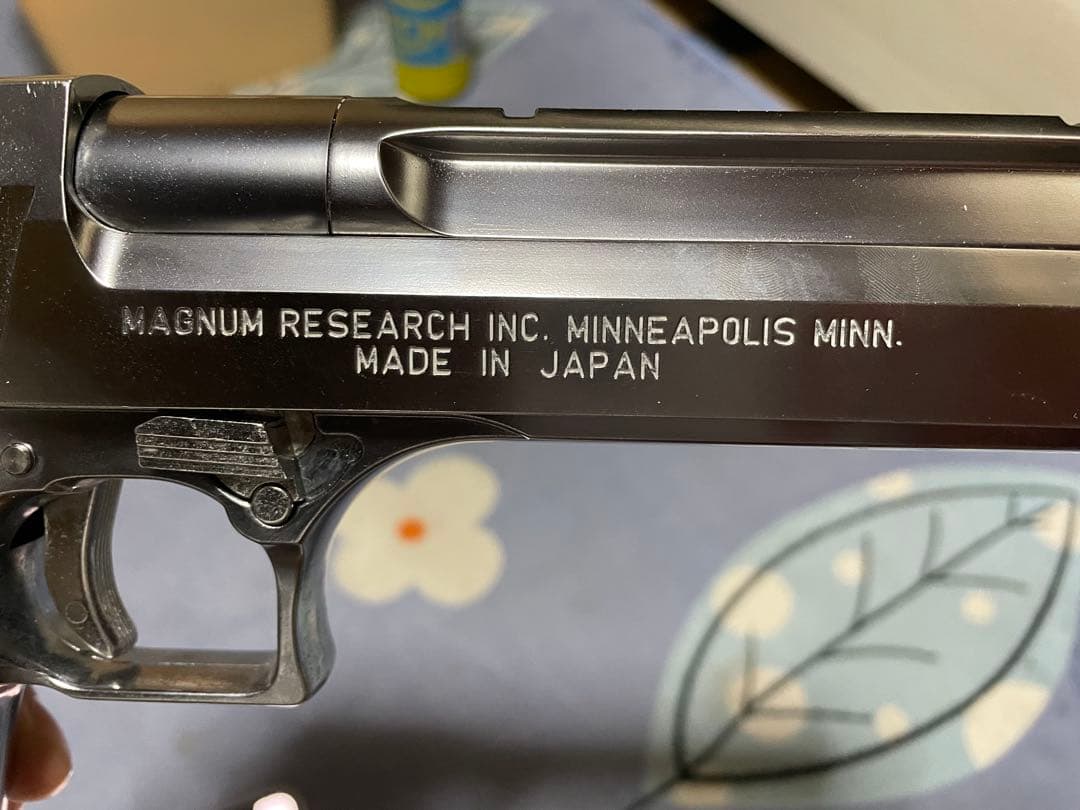 MAGNUM RESEARCH INC. MINNEAPOLIS MINN.
MADE IN JAPAN